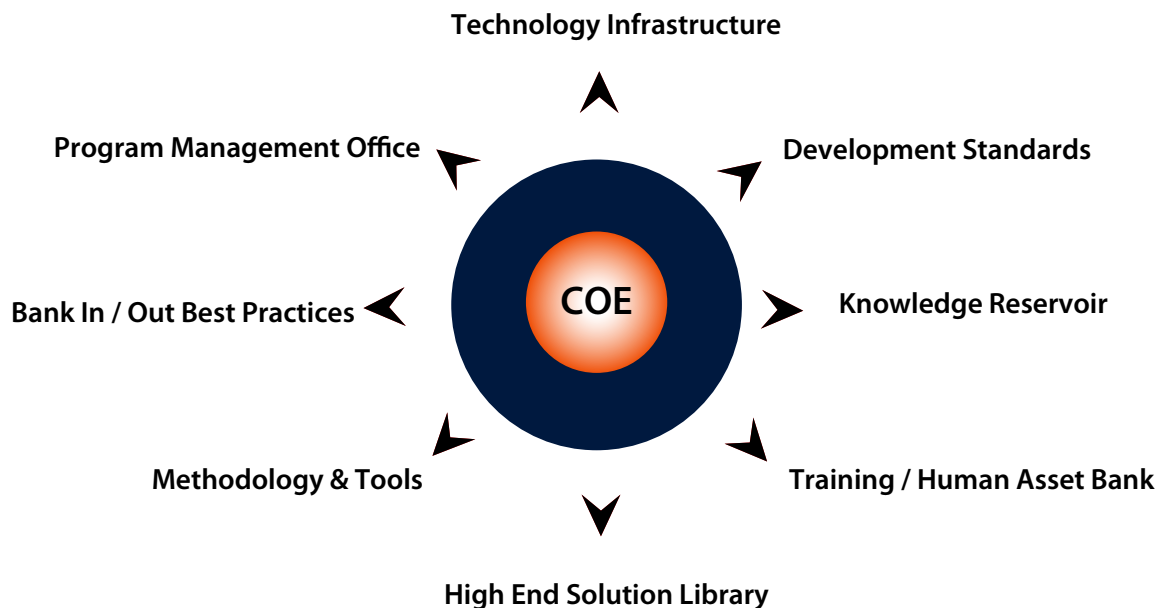 Technology Infrastructure
Program Management Office
Development Standards
Bank In / Out Best Practices
COE
Knowledge Reservoir
Methodology & Tools
Training / Human Asset Bank
High End Solution Library